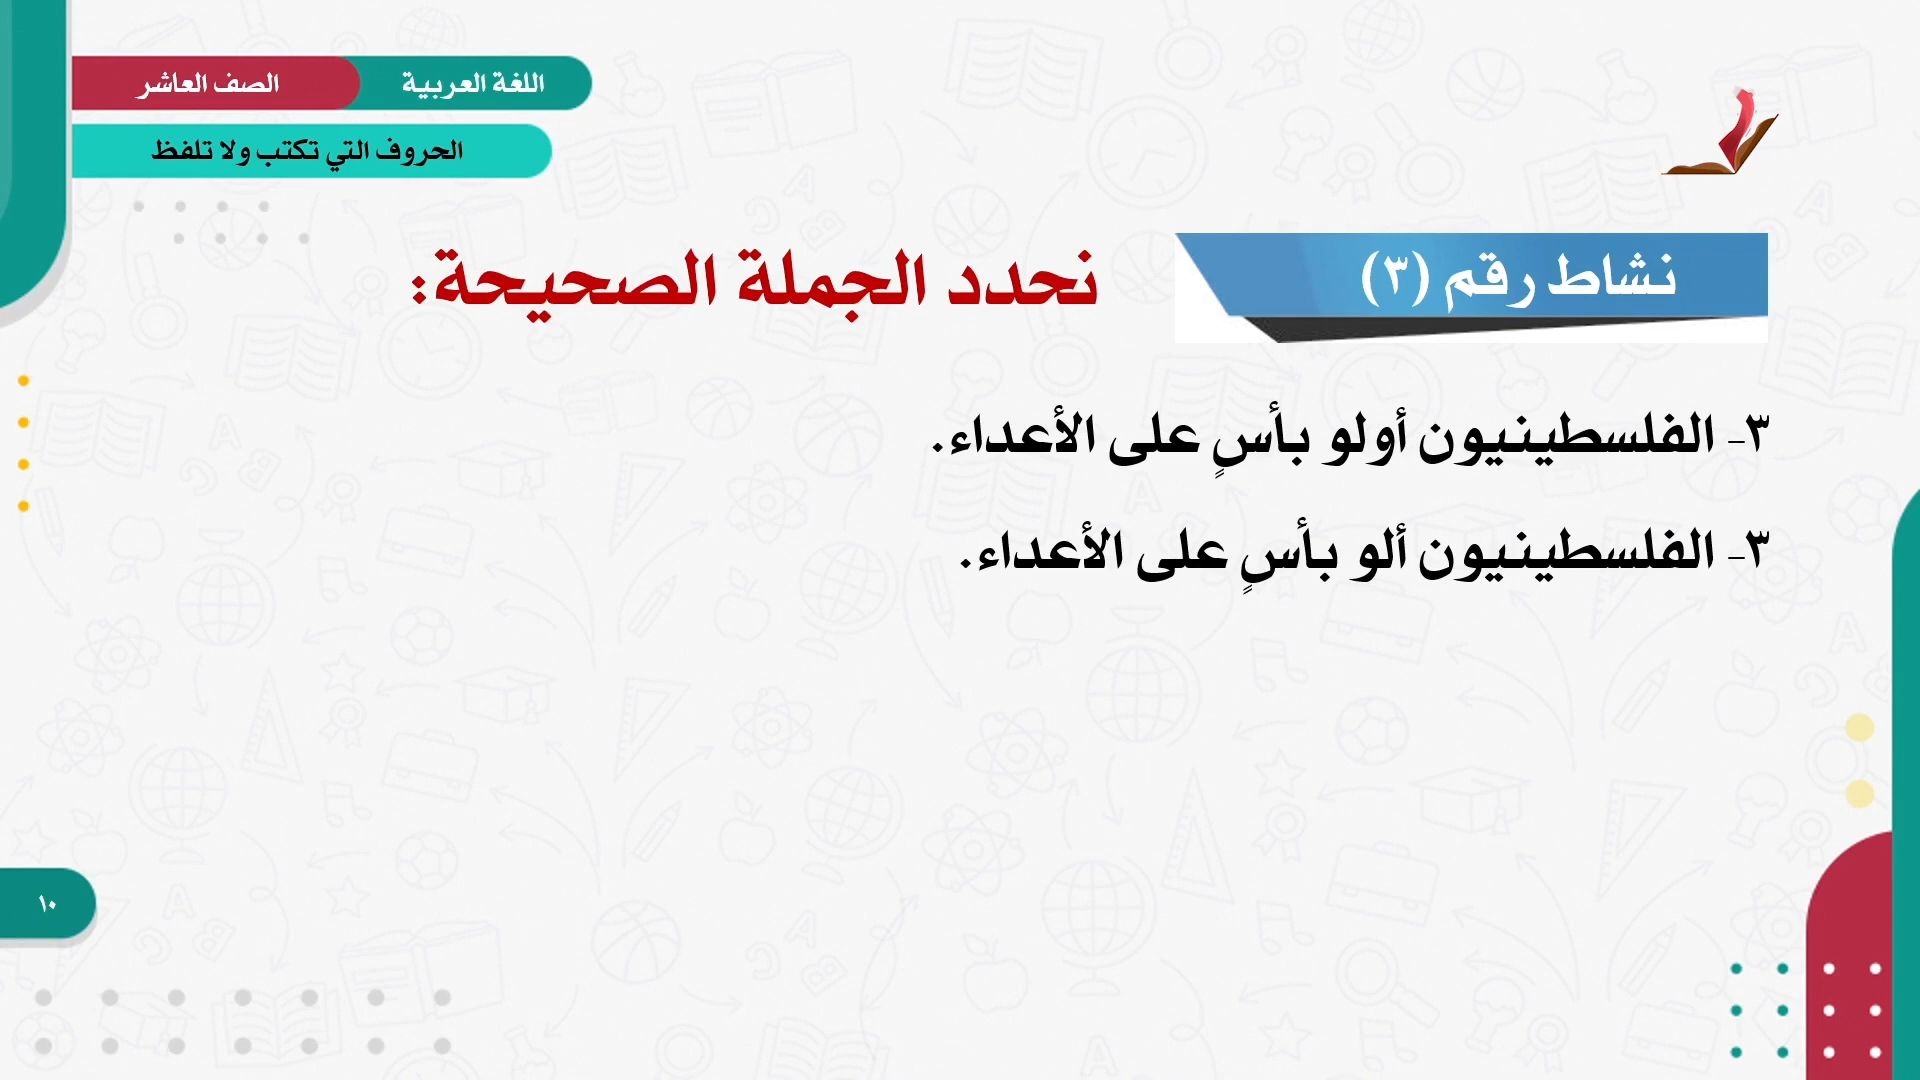 اللغة العربية
الصف العاشر
الحروف التي تكتب ولا تلفظ
نشاط رقم (٣)
نحدد الجملة الصحيحة:
٣- الفلسطينيون أولو بأسٍ على الأعداء.
٣- الفلسطينيون ألو بأسٍ على الأعداء.
١٠